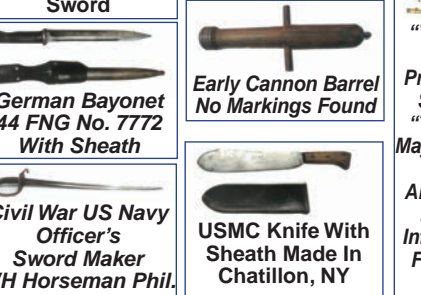 Sword
German Bayonet
44 FNG No. 7772
With Sheath
Civil War US Navy
Officer's
Sword Maker
Horseman Phil.
Early Cannon Barrel
No Markings Found
USMC Knife With
Sheath Made In
Chatillon, NY